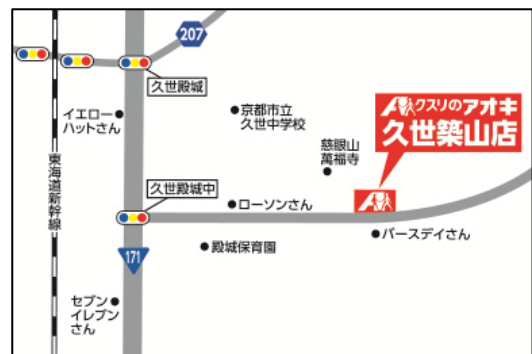 207
久世殿城
イエロー
ハットさん
京都市立
久世中学校
クスリのアオキ
久世築山店
慈眼山
萬福寺
東海道新幹線
久世殿城中
ローソンさん
バースデイさん
殿城保育園
171
セブン
イレブン
さん